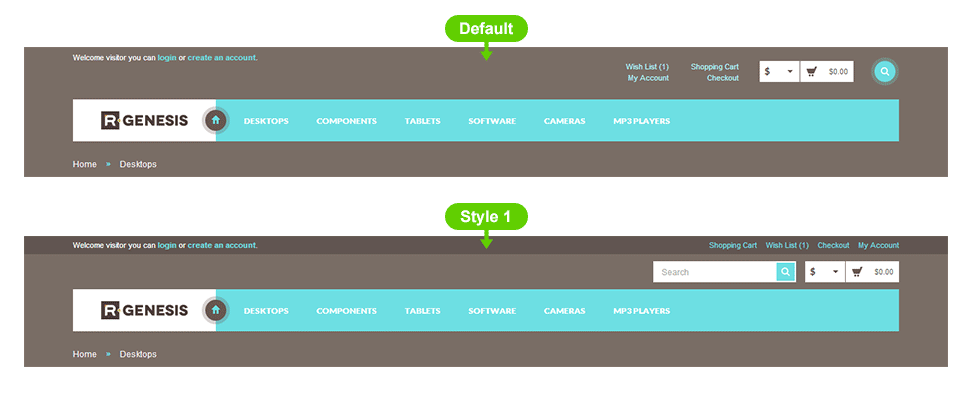 Default
Welcome visitor you can login or create an account.
Wish List (1) Shopping Cart
My Account Checkout
$ $0.00
R GENESIS DESKTOPS COMPONENTS TABLETS SOFTWARE CAMERAS MP3 PLAYERS
Home » Desktops
Style 1
Welcome visitor you can login or create an account. Shopping Cart Wish List (1) Checkout My Account
Search $ $0.00
R GENESIS DESKTOPS COMPONENTS TABLETS SOFTWARE CAMERAS MP3 PLAYERS
Home » Desktops